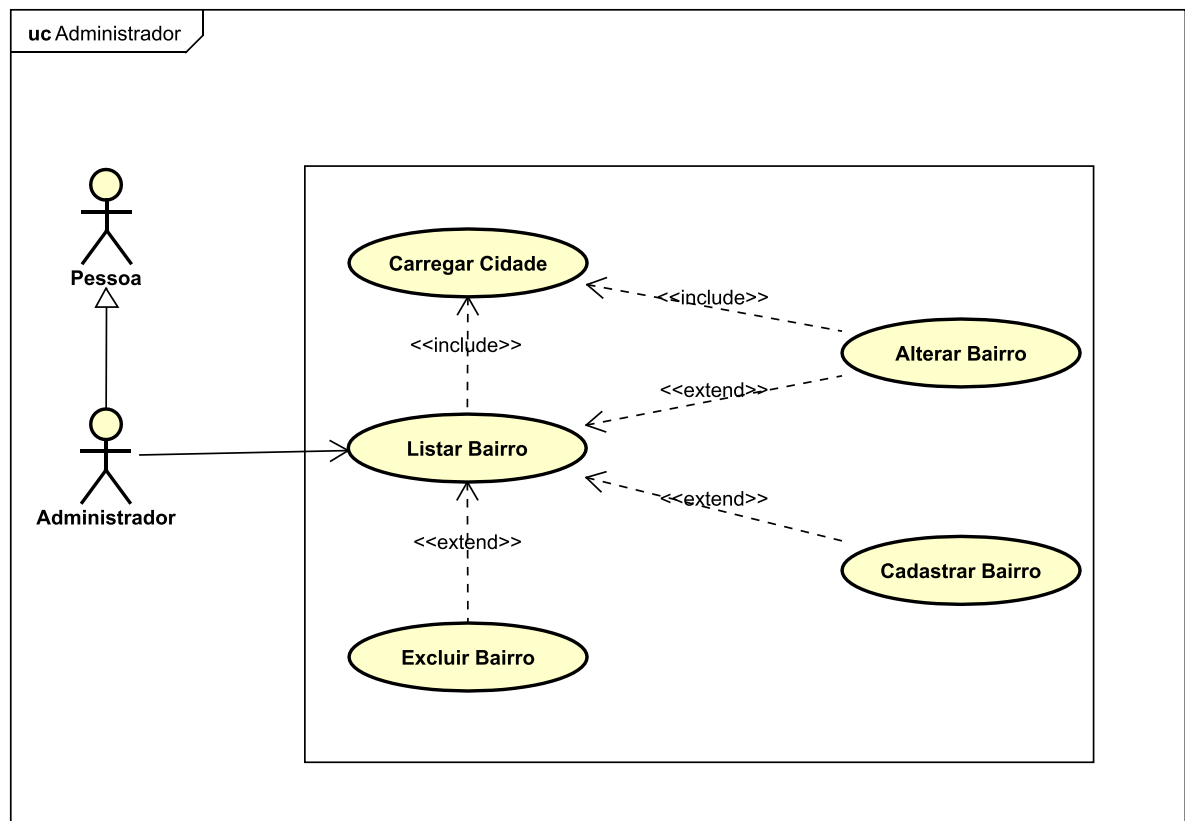 uc Administrador
Pessoa
Carregar Cidade
<<include>>
<<include>>
Alterar Bairro
<<extend>>
Listar Bairro
<<extend>>
Administrador
<<extend>>
Cadastrar Bairro
Excluir Bairro